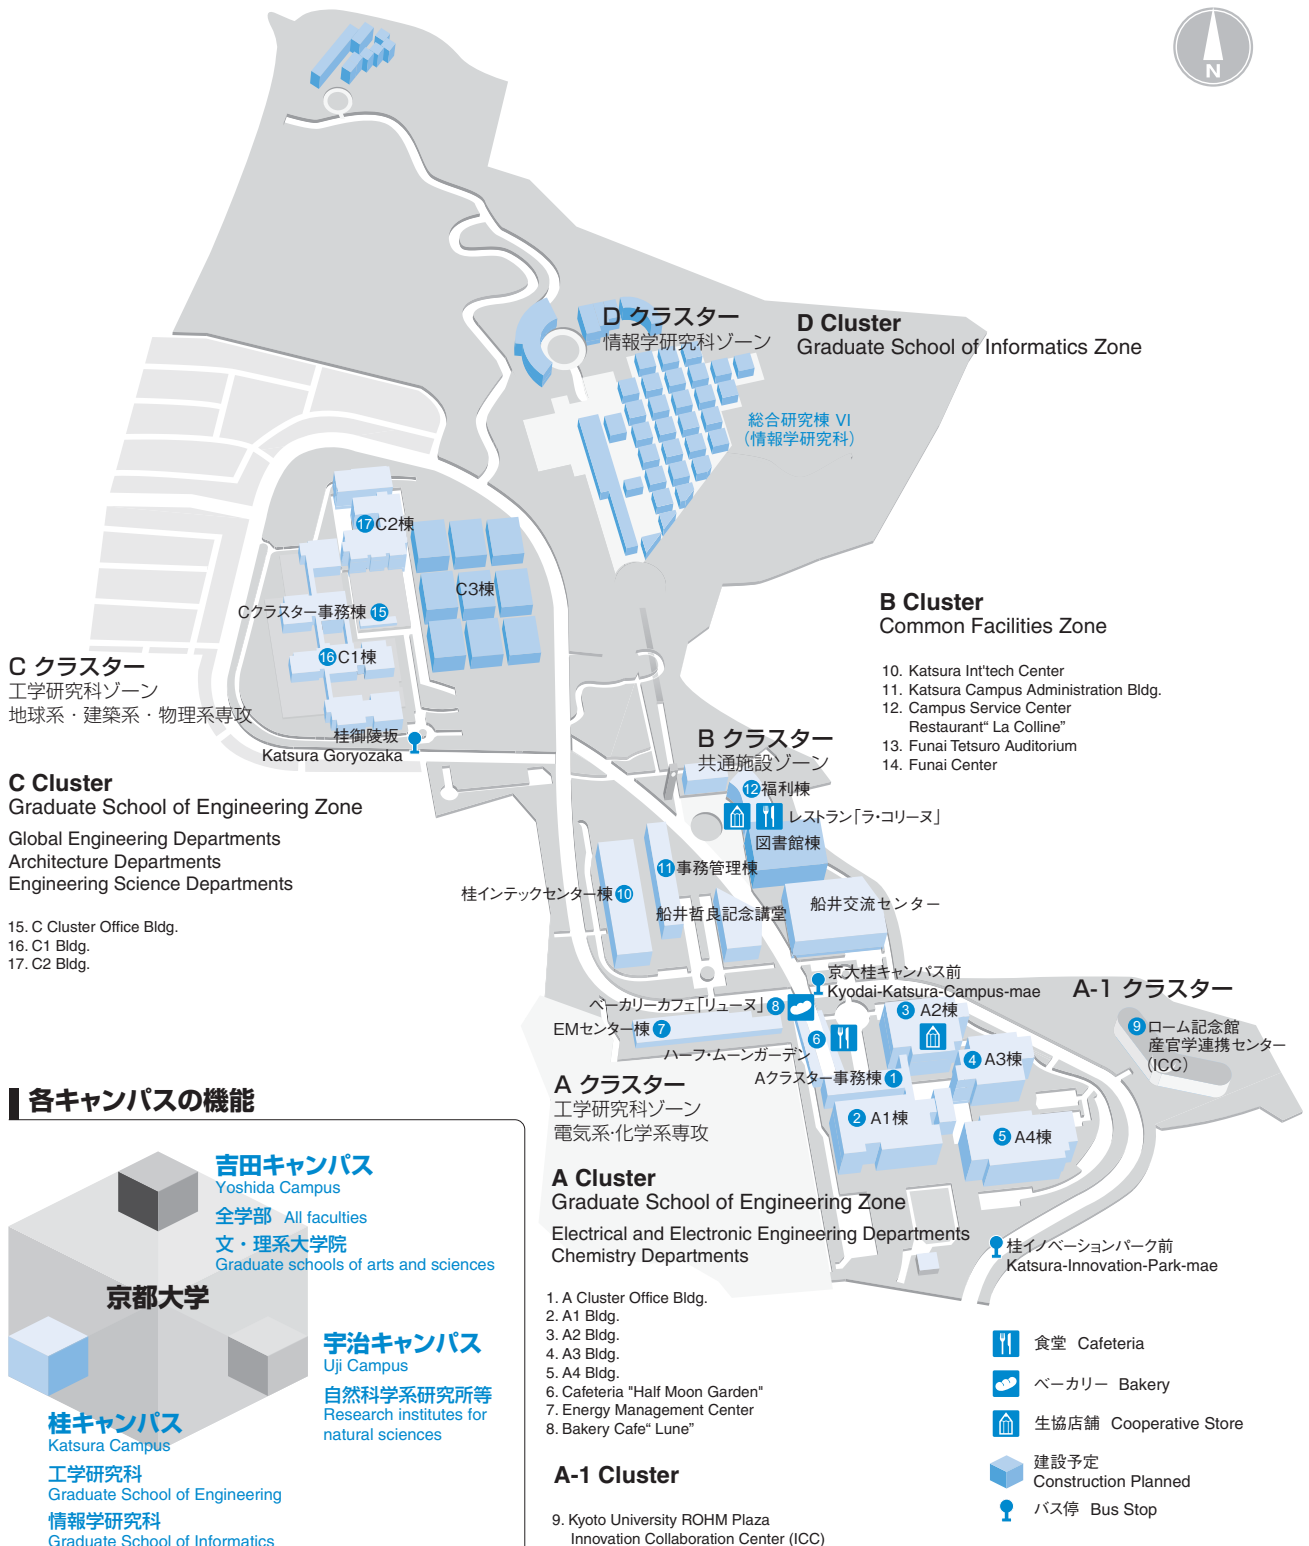 N
D クラスター
情報学研究科ゾーン
D Cluster
Graduate School of Informatics Zone
総合研究棟 VI
（情報学研究科）
17 C2棟
C3棟
Cクラスター事務棟 15
16 C1棟
C クラスター
工学研究科ゾーン
地球系・建築系・物理系専攻
桂御陵坂
Katsura Goryozaka
C Cluster
Graduate School of Engineering Zone
Global Engineering Departments
Architecture Departments
Engineering Science Departments
15. C Cluster Office Bldg.
16. C1 Bldg.
17. C2 Bldg.
B Cluster
Common Facilities Zone
10. Katsura Int'tech Center
11. Katsura Campus Administration Bldg.
12. Campus Service Center
Restaurant“ La Colline”
13. Funai Tetsuro Auditorium
14. Funai Center
B クラスター
共通施設ゾーン
12 福利棟
レストラン「ラ・コリーヌ」
図書館棟
11 事務管理棟
桂インテックセンター棟 10
船井哲良記念講堂
船井交流センター
京大桂キャンパス前
Kyodai-Katsura-Campus-mae
ベーカリーカフェ「リューヌ」 8
EMセンター棟 7
6
ハーフ・ムーンガーデン
3 A2棟
4 A3棟
Aクラスター事務棟 1
2 A1棟
5 A4棟
A-1 クラスター
9 ローム記念館
産官学連携センター
(ICC)
A クラスター
工学研究科ゾーン
電気系・化学系専攻
A Cluster
Graduate School of Engineering Zone
Electrical and Electronic Engineering Departments
Chemistry Departments
桂イノベーションパーク前
Katsura-Innovation-Park-mae
1. A Cluster Office Bldg.
2. A1 Bldg.
3. A2 Bldg.
4. A3 Bldg.
5. A4 Bldg.
6. Cafeteria "Half Moon Garden"
7. Energy Management Center
8. Bakery Cafe“ Lune”
A-1 Cluster
9. Kyoto University ROHM Plaza
Innovation Collaboration Center (ICC)
食堂 Cafeteria
ベーカリー Bakery
生協店舗 Cooperative Store
建設予定
Construction Planned
バス停 Bus Stop
各キャンパスの機能
吉田キャンパス
Yoshida Campus
全学部 All faculties
文・理系大学院
Graduate schools of arts and sciences
京都大学
宇治キャンパス
Uji Campus
自然科学系研究所等
Research institutes for
natural sciences
桂キャンパス
Katsura Campus
工学研究科
Graduate School of Engineering
情報学研究科
Graduate School of Informatics